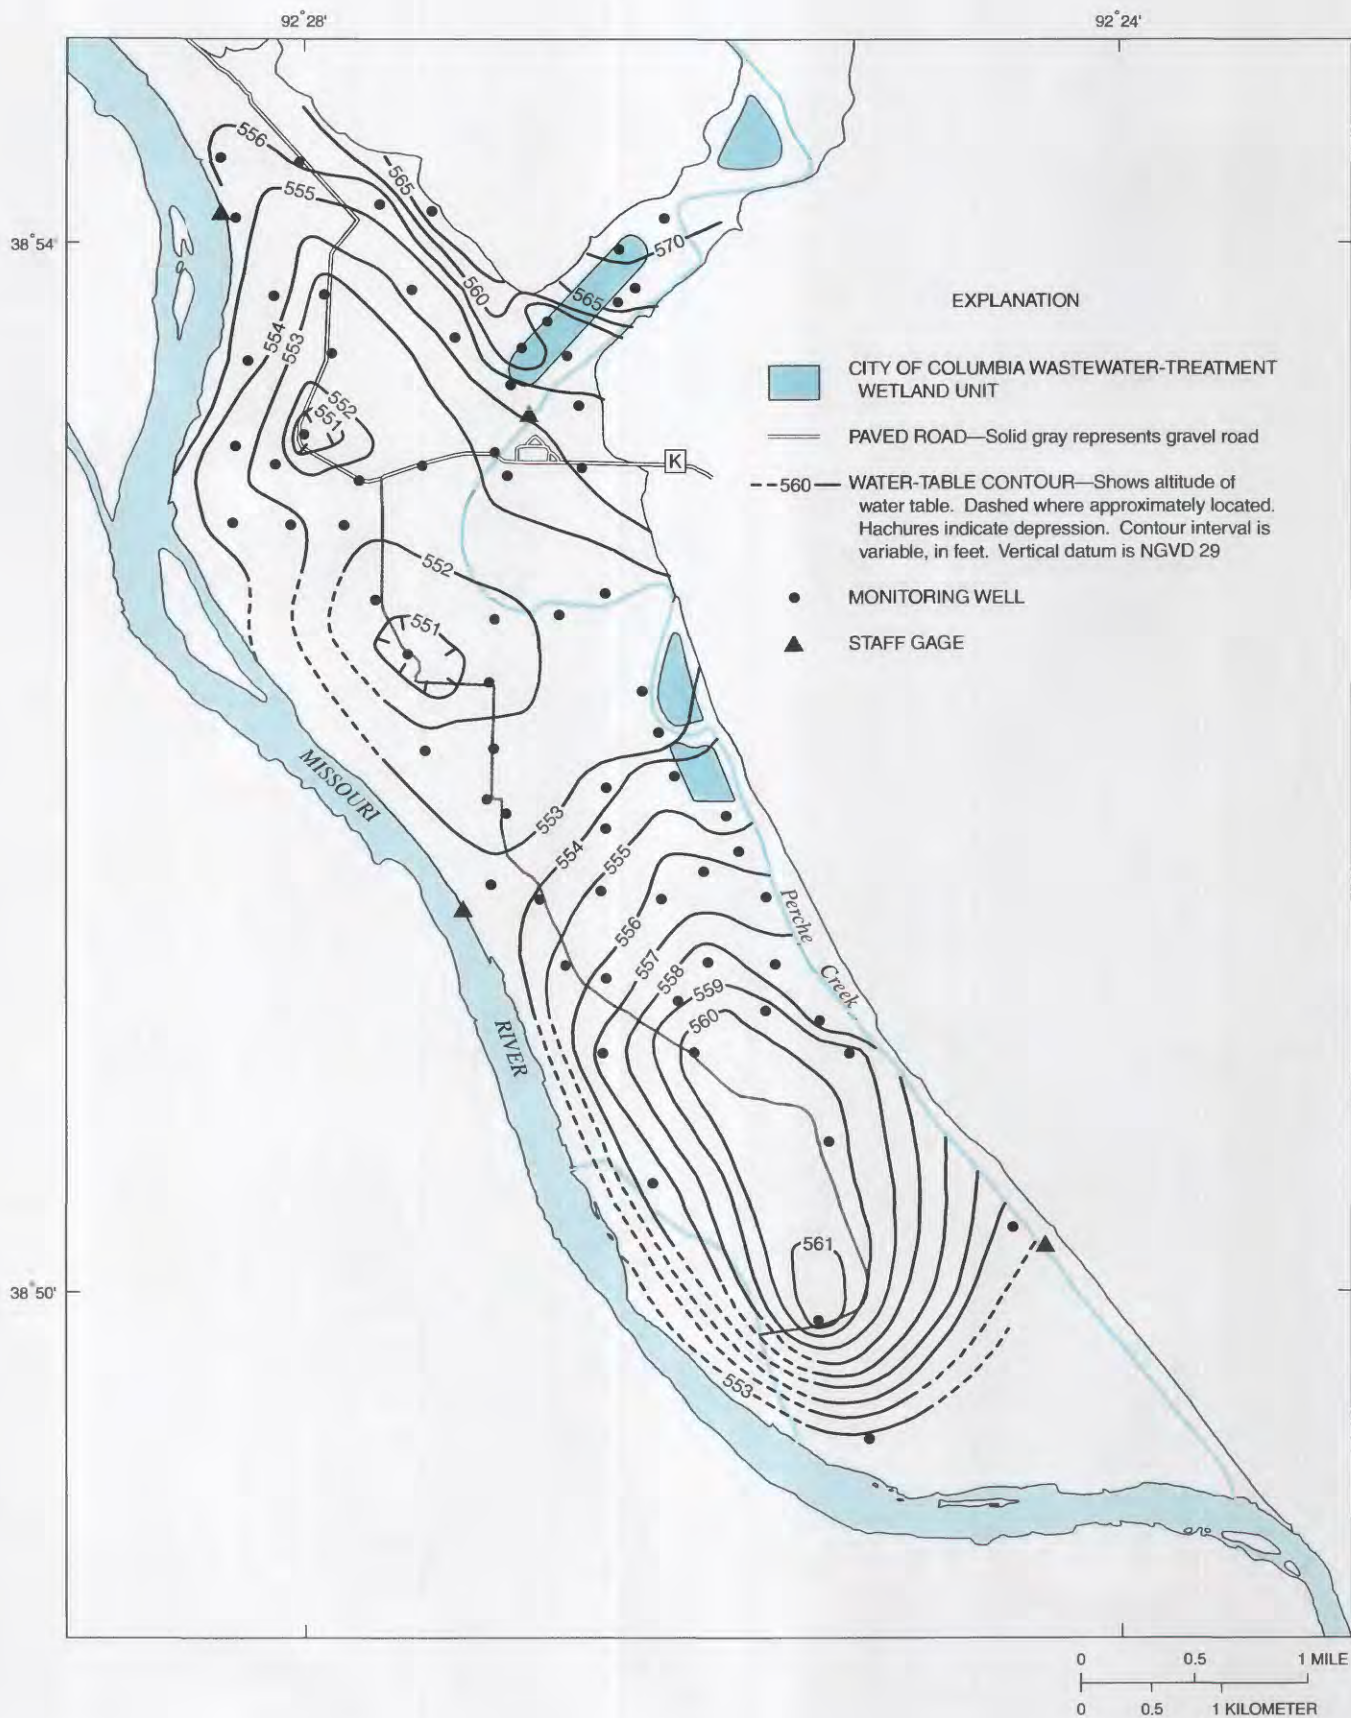 92°28'
92°24'
556
565
555
38°54'
570
560
565
EXPLANATION
554
553
CITY OF COLUMBIA WASTEWATER-TREATMENT
WETLAND UNIT
552
551
PAVED ROAD—Solid gray represents gravel road
K
560
WATER-TABLE CONTOUR—Shows altitude of
water table. Dashed where approximately located.
Hachures indicate depression. Contour interval is
variable, in feet. Vertical datum is NGVD 29
552
MONITORING WELL
551
STAFF GAGE
MISSOURI
553
554
555
Perche
556
557
558
Creek
559
560
RIVER
561
38°50'
553
0 0.5 1 MILE
0 0.5 1 KILOMETER